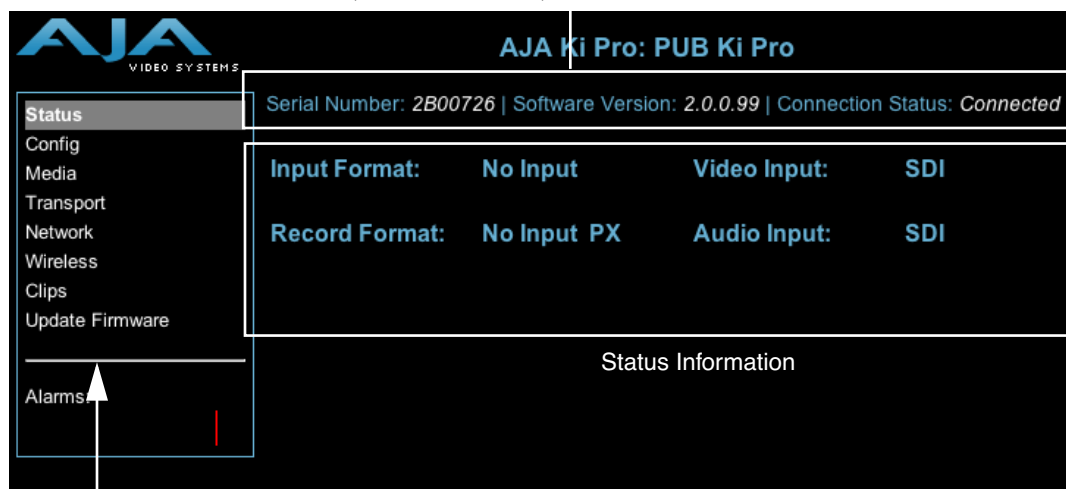 AJA
VIDEO SYSTEMS
AJA Ki Pro: PUB Ki Pro
Serial Number: 2B00726 | Software Version: 2.0.0.99 | Connection Status: Connected
Status
Config
Media
Transport
Network
Wireless
Clips
Update Firmware
Alarms:
Input Format: No Input Video Input: SDI
Record Format: No Input PX Audio Input: SDI
Status Information